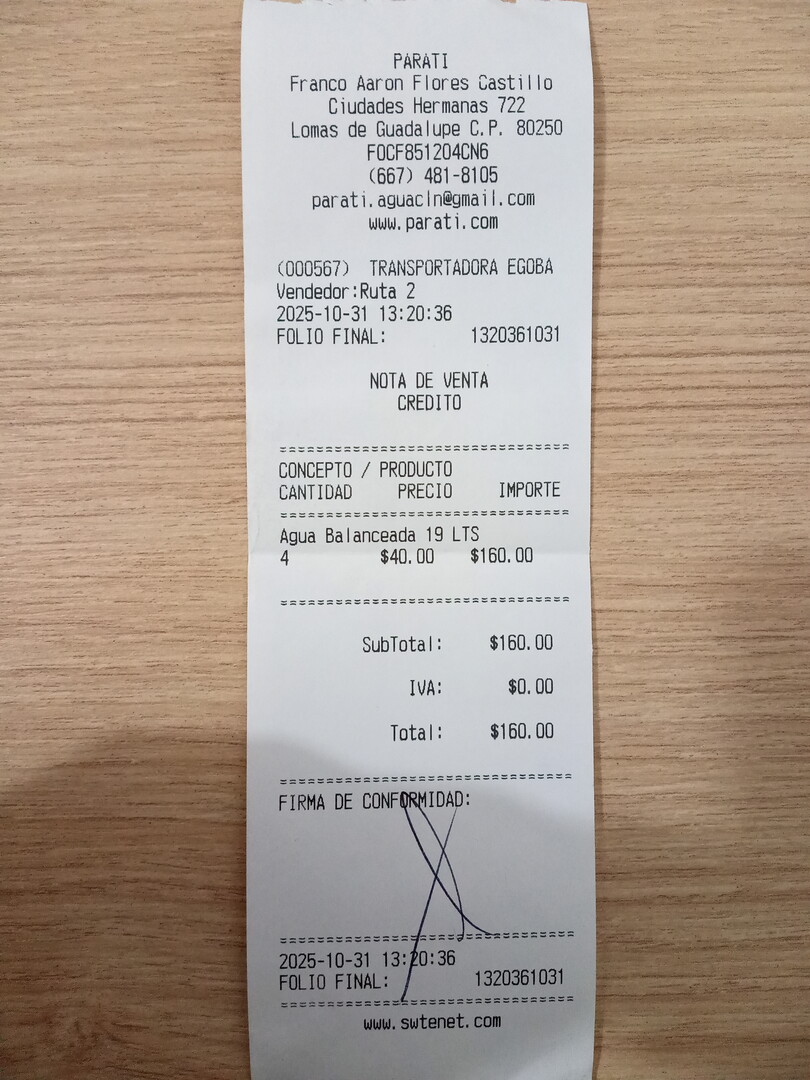 PARATI
Franco Aaron Flores Castillo
Ciudades Hermanas 722
Lomas de Guadalupe C.P. 80250
FOCF851204CN6
(667) 481-8105
parati.aguacln@gmail.com
www.parati.com
(000567) TRANSPORTADORA EGOBA
Vendedor:Ruta 2
2025-10-31 13:20:36
FOLIO FINAL: 1320361031
NOTA DE VENTA
CREDITO
CONCEPTO / PRODUCTO
CANTIDAD PRECIO IMPORTE
Agua Balanceada 19 LTS
4 $40.00 $160.00
SubTotal: $160.00
IVA: $0.00
Total: $160.00
FIRMA DE CONFORMIDAD:
2025-10-31 13:20:36
FOLIO FINAL: 1320361031
www.swtenet.com